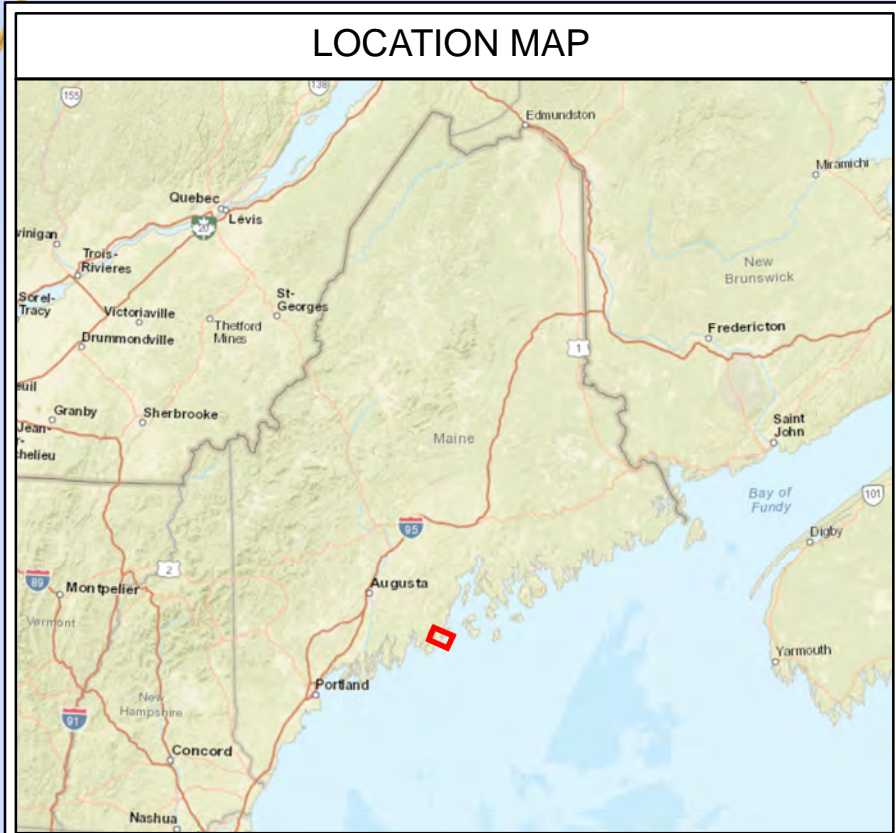 LOCATION MAP
155
138
Edmundston
Miramichi
Quebec
Lévis
20
vinigan
Trois-
Rivieres
New
Brunswick
Sorel-
Tracy
Victoriaville
St-
Georges
Thetford
Mines
Drummondville
Fredericton
1
euil
Granby
Sherbrooke
Jean-
r-
chelieu
Maine
Saint
John
Bay of
Fundy
101
95
Digby
2
89
Montpelier
Augusta
Vermont
Yarmouth
Portland
New
Hampshire
91
Concord
Nashua